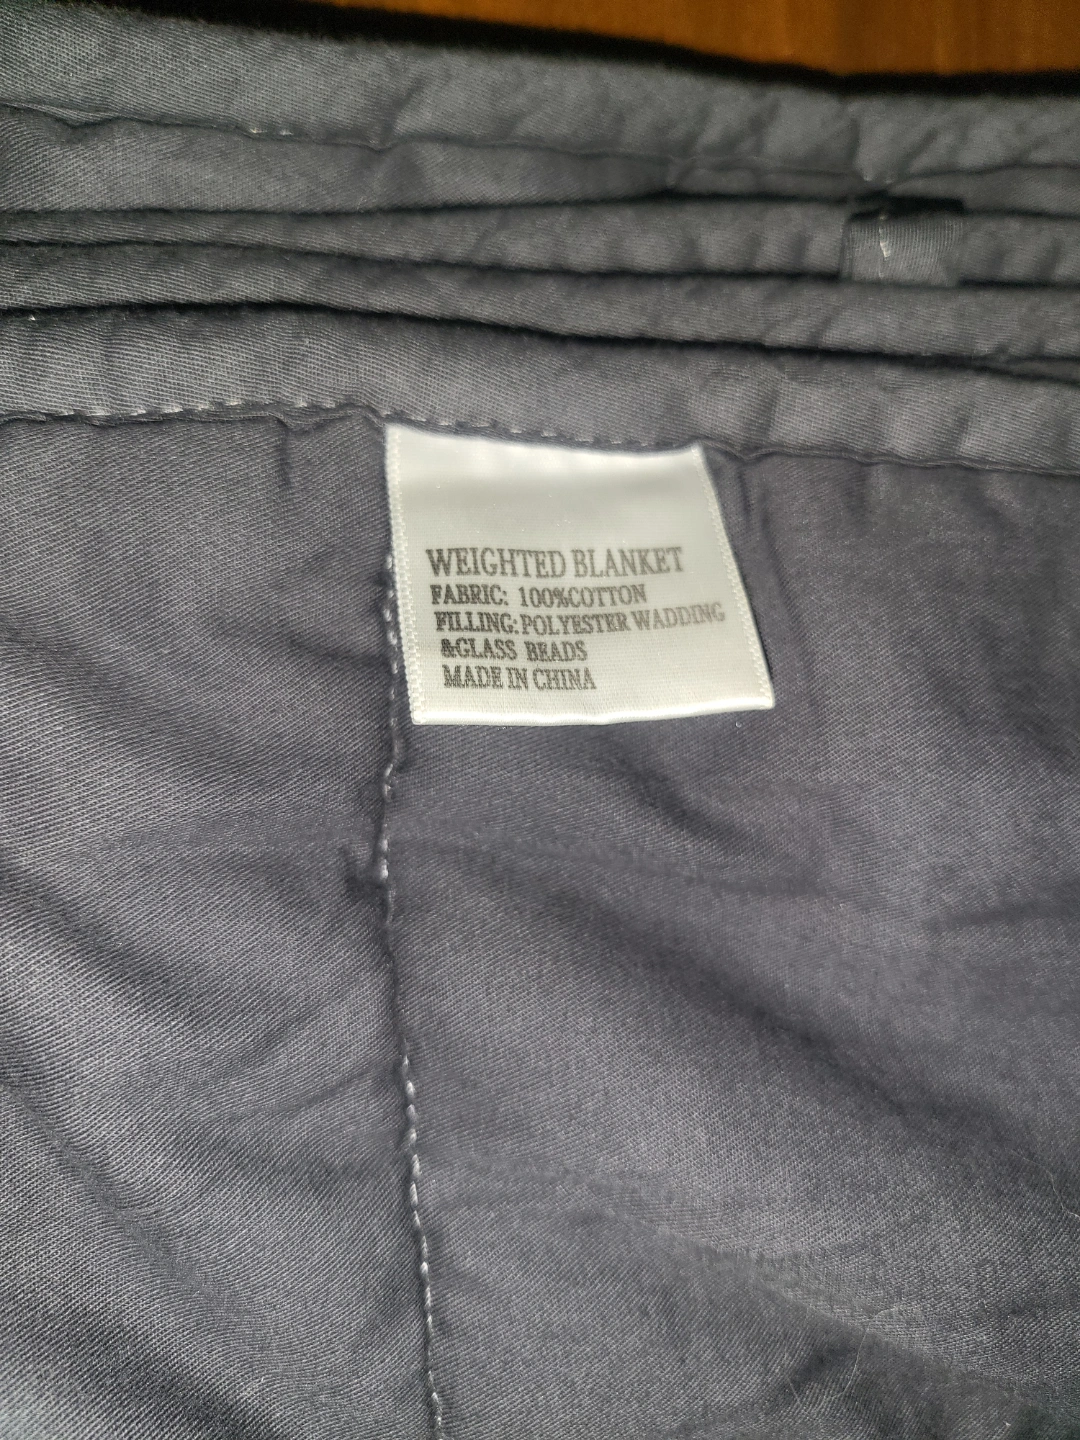 WEIGHTED BLANKET
FABRIC: 100%COTTON
FILLING:POLYESTER WADDING
&GLASS BEADS
MADE IN CHINA